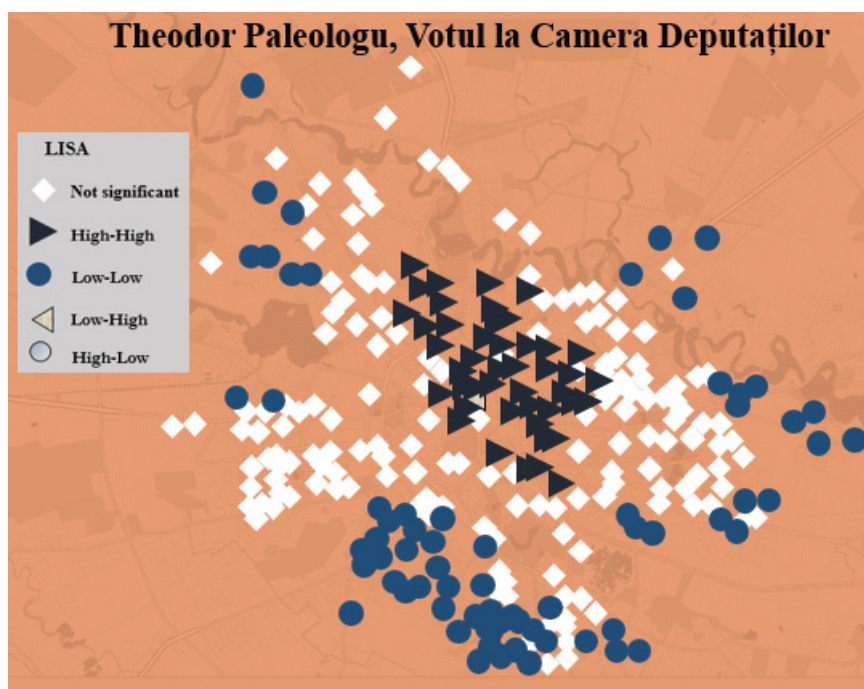 Theodor Paleologu, Votul la Camera Deputaților
LISA
Not significant
High-High
Low-Low
Low-High
High-Low